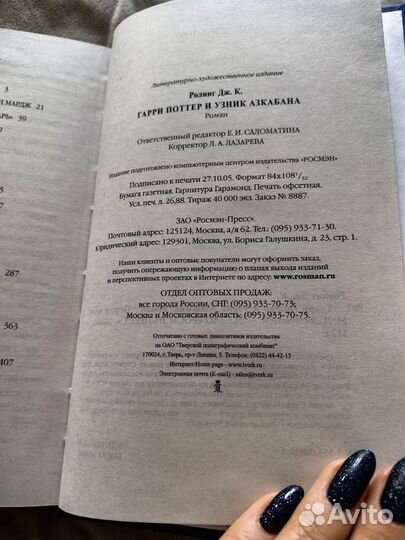 3
И МАРДЖ 21
АРЬ» 39
287
363
407
Литературно-художественное издание
Ролинг Дж. К.
ГАРРИ ПОТТЕР И УЗНИК АЗКАБАНА
Роман
Ответственный редактор Е. И. САЛОМАТИНА
Корректор Л. А. ЛАЗАРЕВА
Издание подготовлено компьютерным центром издательства «РОСМЭН»
Подписано к печати 27.10.05. Формат 84х108¹/₃₂.
Бумага газетная. Гарнитура Гарамонд. Печать офсетная.
Усл. печ. л. 26,88. Тираж 40 000 экз. Заказ № 8887.
ЗАО «Росмэн-Пресс».
Почтовый адрес: 125124, Москва, а/я 62. Тел.: (095) 933-71-30.
Юридический адрес: 129301, Москва, ул. Бориса Галушкина, д. 23, стр. 1.
Наши клиенты и оптовые покупатели могут оформить заказ,
получить опережающую информацию о планах выхода изданий
и перспективных проектах в Интернете по адресу: www.rosman.ru
ОТДЕЛ ОПТОВЫХ ПРОДАЖ:
все города России, СНГ: (095) 933-70-73;
Москва и Московская область: (095) 933-70-75.
Отпечатано с готовых диапозитивов издательства
на ОАО "Тверской полиграфический комбинат"
170024, г. Тверь, пр-т Ленина, 5. Телефон: (0822) 44-42-15
Интернет/Home page - www.tverk.ru
Электронная почта (E-mail) - sales@tverk.ru
Avito